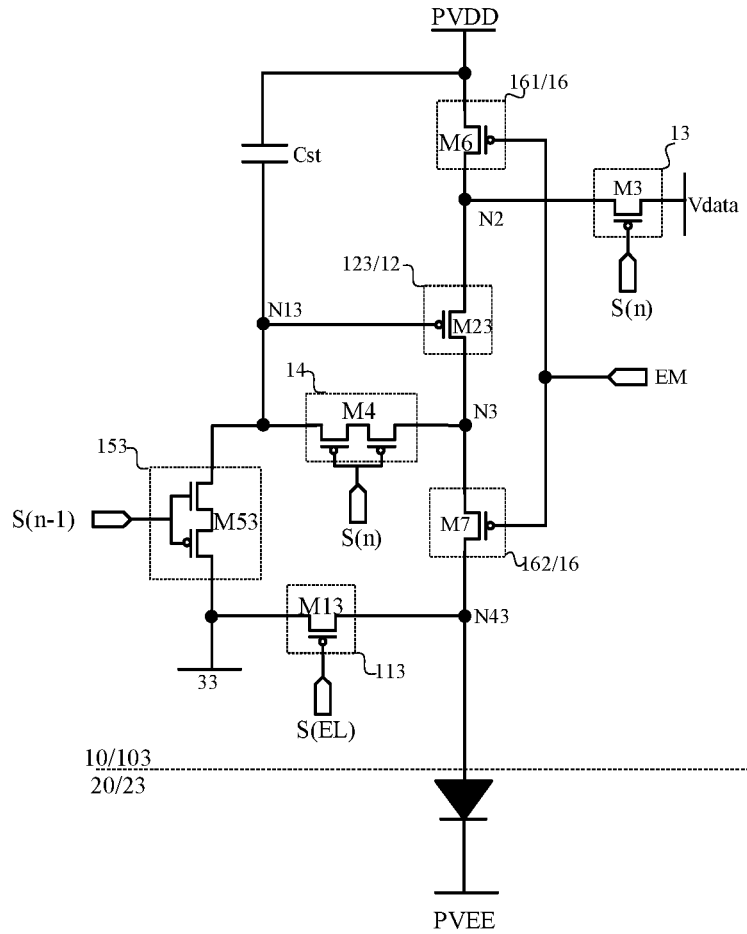 PVDD
161/16
M6
13
Cst
M3
N2
Vdata
123/12
S(n)
N13
M23
14
EM
M4
N3
153
S(n-1)
M53
M7
S(n)
162/16
M13
N43
33
113
S(EL)
10/103
20/23
PVEE